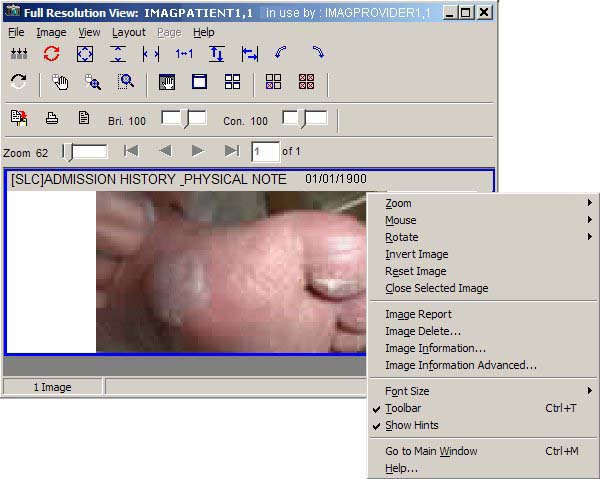 Full Resolution View: IMAGPATIENT1,1 in use by : IMAGPROVIDER1,1
File Image View Layout Page Help
1↔1
Bri. 100 Con. 100
Zoom 62 1 of 1
[SLC]ADMISSION HISTORY _PHYSICAL NOTE 01/01/1900
Zoom
Mouse
Rotate
Invert Image
Reset Image
Close Selected Image
Image Report
Image Delete...
Image Information...
Image Information Advanced...
Font Size
Toolbar Ctrl+T
Show Hints
Go to Main Window Ctrl+M
Help...
1 Image